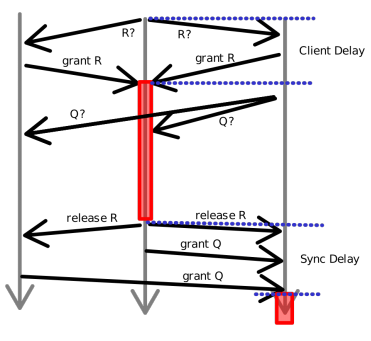 R?
R?
Client Delay
grant R
grant R
Q?
Q?
release R
release R
grant Q
Sync Delay
grant Q